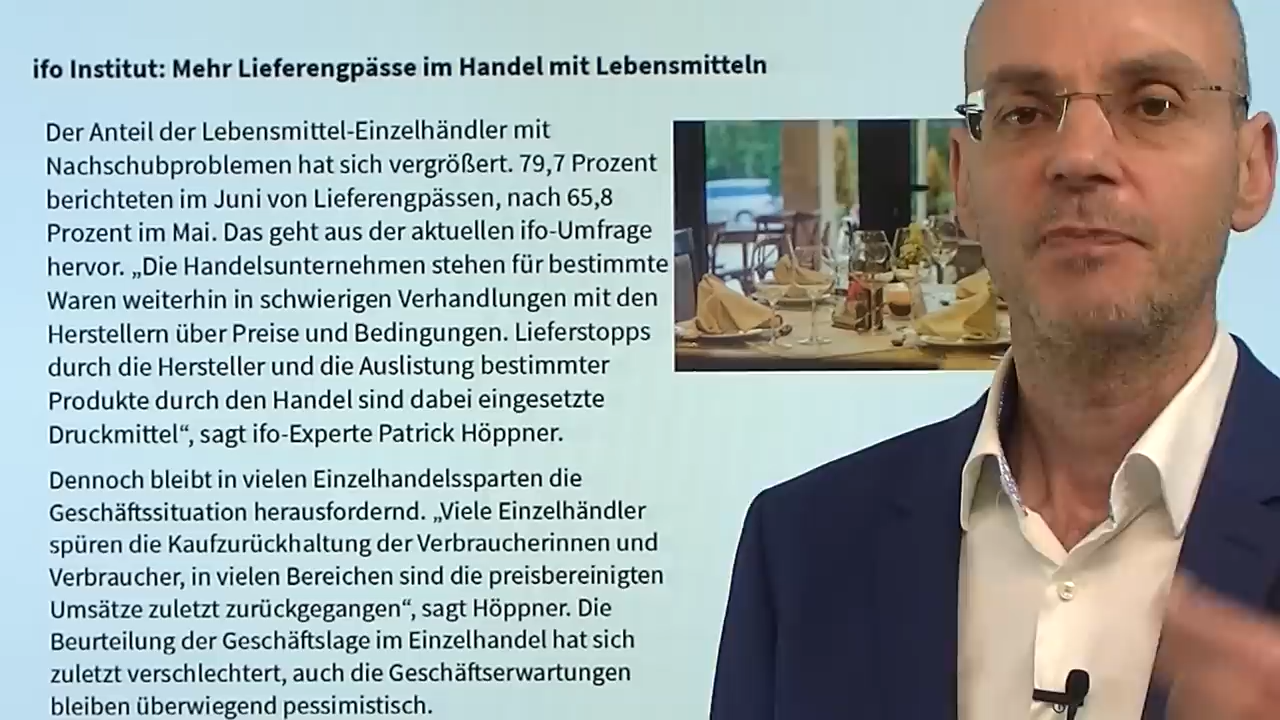 ifo Institut: Mehr Lieferengpässe im Handel mit Lebensmitteln
Der Anteil der Lebensmittel-Einzelhändler mit
Nachschubproblemen hat sich vergrößert. 79,7 Prozent
berichteten im Juni von Lieferengpässen, nach 65,8
Prozent im Mai. Das geht aus der aktuellen ifo-Umfrage
hervor. „Die Handelsunternehmen stehen für bestimmte
Waren weiterhin in schwierigen Verhandlungen mit den
Herstellern über Preise und Bedingungen. Lieferstopps
durch die Hersteller und die Auslistung bestimmter
Produkte durch den Handel sind dabei eingesetzte
Druckmittel“, sagt ifo-Experte Patrick Höppner.
Dennoch bleibt in vielen Einzelhandelssparten die
Geschäftssituation herausfordernd. „Viele Einzelhändler
spüren die Kaufzurückhaltung der Verbraucherinnen und
Verbraucher, in vielen Bereichen sind die preisbereinigten
Umsätze zuletzt zurückgegangen“, sagt Höppner. Die
Beurteilung der Geschäftslage im Einzelhandel hat sich
zuletzt verschlechtert, auch die Geschäftserwartungen
bleiben überwiegend pessimistisch.